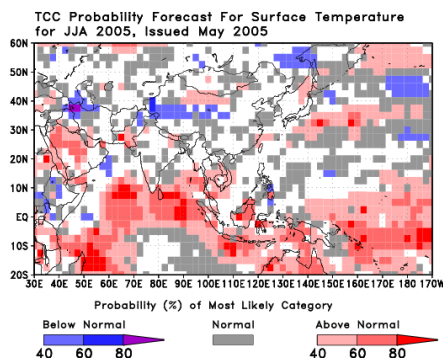 TCC Probability Forecast For Surface Temperature
for JJA 2005, Issued May 2005
60N
50N
40N
30N
20N
10N
EQ
10S
20S
30E 40E 50E 60E 70E 80E 90E 100E 110E 120E 130E 140E 150E 160E 170E 180 170W
Probability (%) of Most Likely Category
Below Normal Normal Above Normal
40 60 80 40 60 80